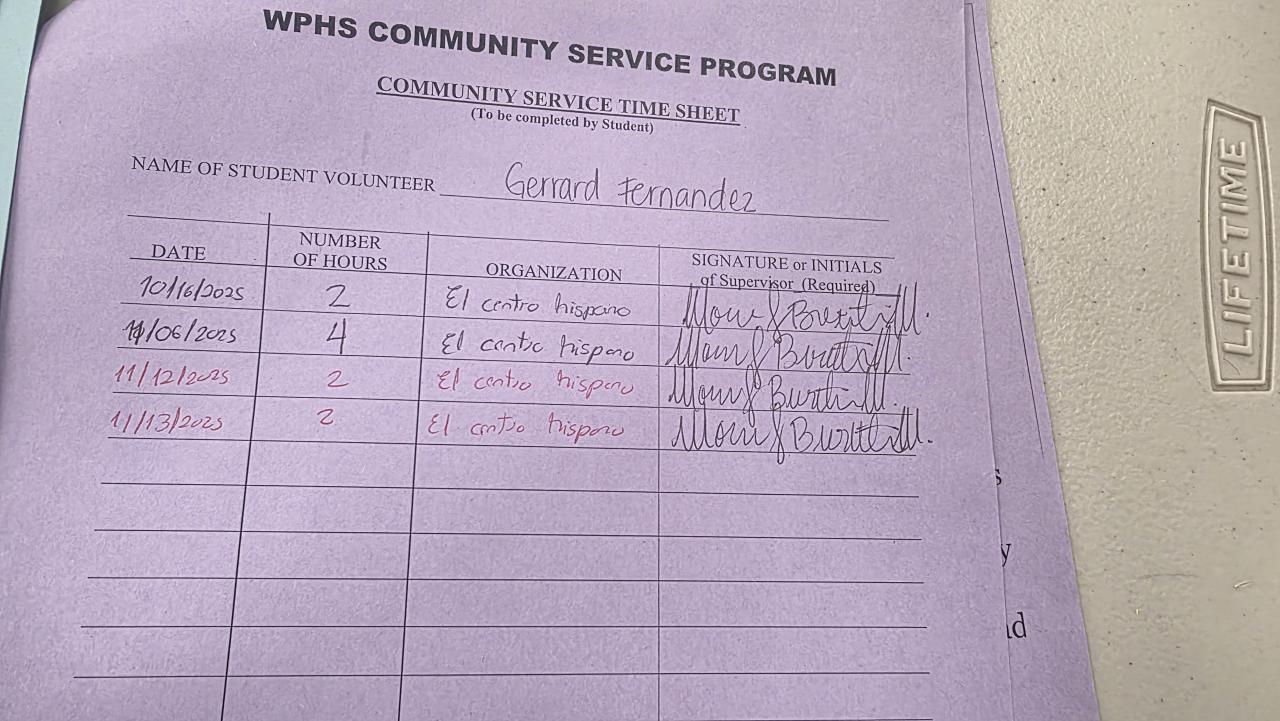 WPHS COMMUNITY SERVICE PROGRAM
COMMUNITY SERVICE TIME SHEET
(To be completed by Student)
NAME OF STUDENT VOLUNTEER Gerrard Fernandez
DATE NUMBER OF HOURS ORGANIZATION SIGNATURE or INITIALS of Supervisor (Required)
10/16/2025 2 El centro hispano
11/06/2025 4 El centro hispano
11/12/2025 2 El centro hispano
11/13/2025 2 El centro hispano
s
y
nd
LIFETIME